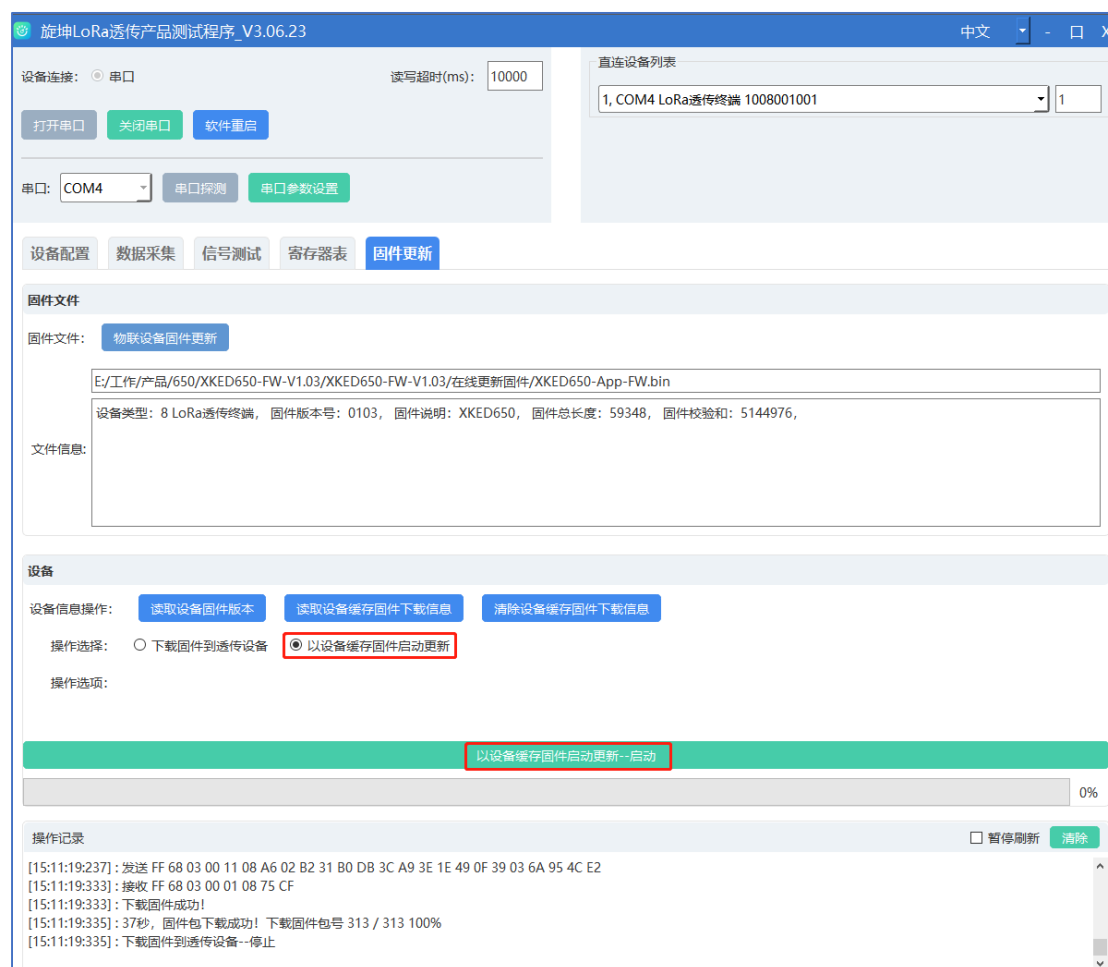 旋坤LoRa透传产品测试程序_V3.06.23 中文 - 口 X
设备连接： 串口 读写超时(ms)： 10000
打开串口 关闭串口 软件重启
串口: COM4 串口探测 串口参数设置
直连设备列表
1, COM4 LoRa透传终端 1008001001 1
设备配置 数据采集 信号测试 寄存器表 固件更新
固件文件
固件文件： 物联设备固件更新
E:/工作/产品/650/XKED650-FW-V1.03/XKED650-FW-V1.03/在线更新固件/XKED650-App-FW.bin
文件信息: 设备类型：8 LoRa透传终端， 固件版本号：0103， 固件说明：XKED650， 固件总长度：59348， 固件校验和：5144976，
设备
设备信息操作： 读取设备固件版本 读取设备缓存固件下载信息 清除设备缓存固件下载信息
操作选择： 下载固件到透传设备 以设备缓存固件启动更新
操作选项：
以设备缓存固件启动更新--启动
0%
操作记录 暂停刷新 清除
[15:11:19:237] : 发送 FF 68 03 00 11 08 A6 02 B2 31 B0 DB 3C A9 3E 1E 49 0F 39 03 6A 95 4C E2
[15:11:19:333] : 接收 FF 68 03 00 01 08 75 CF
[15:11:19:333] : 下载固件成功！
[15:11:19:335] : 37秒，固件包下载成功！下载固件包号 313 / 313 100%
[15:11:19:335] : 下载固件到透传设备--停止